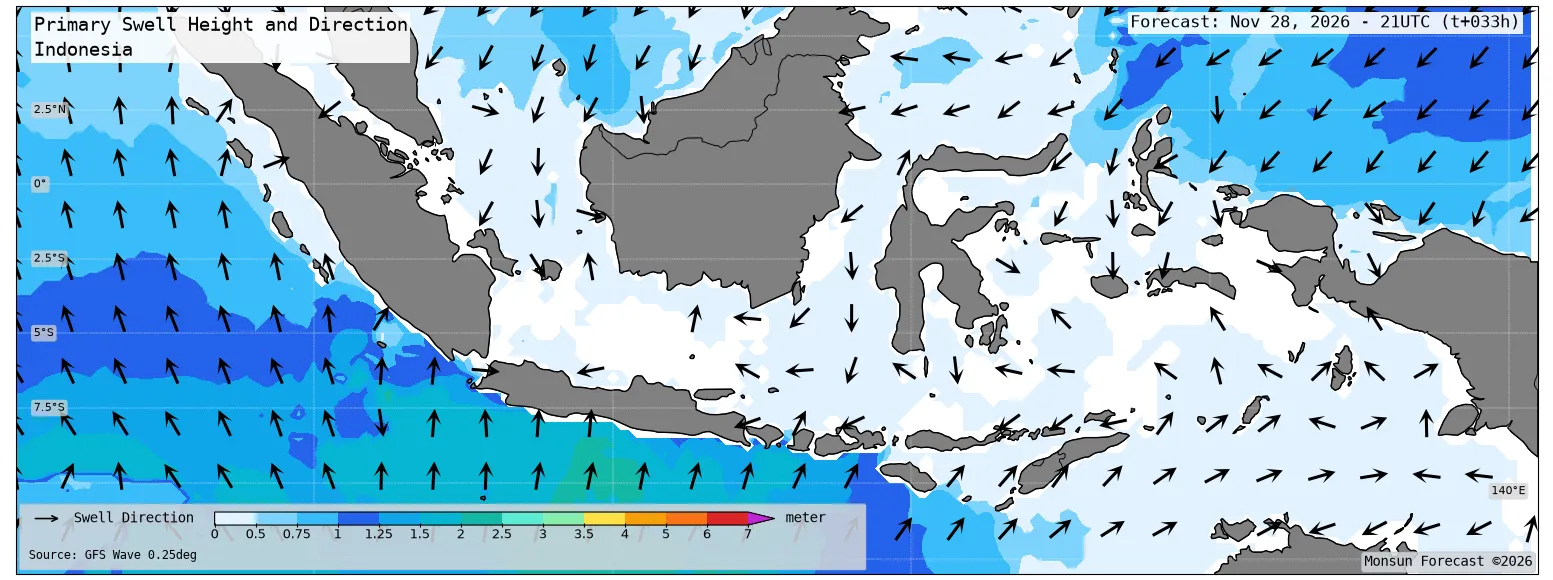 Primary Swell Height and Direction
Indonesia
Forecast: Nov 28, 2026 - 21UTC (t+033h)
2.5°N
0°
2.5°S
5°S
7.5°S
140°E
Swell Direction
0 0.5 0.75 1 1.25 1.5 2 2.5 3 3.5 4 5 6 7 meter
Source: GFS Wave 0.25deg
Monsun Forecast ©2026